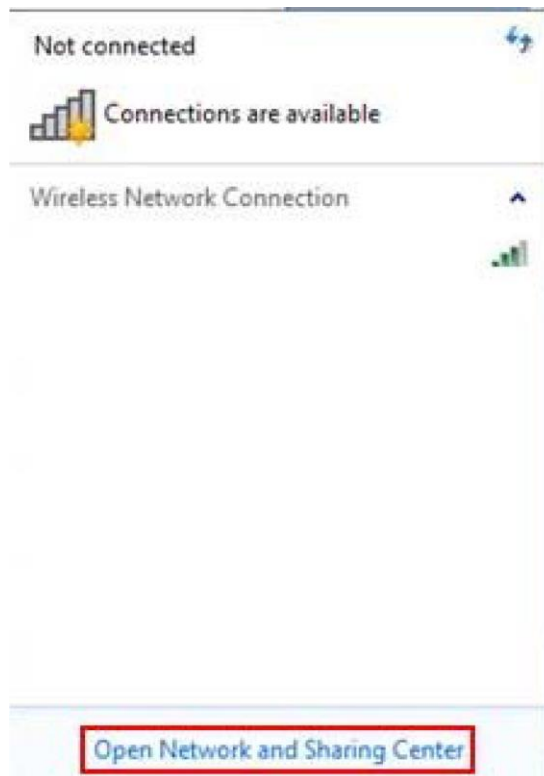 Not connected
Connections are available
Wireless Network Connection
Open Network and Sharing Center